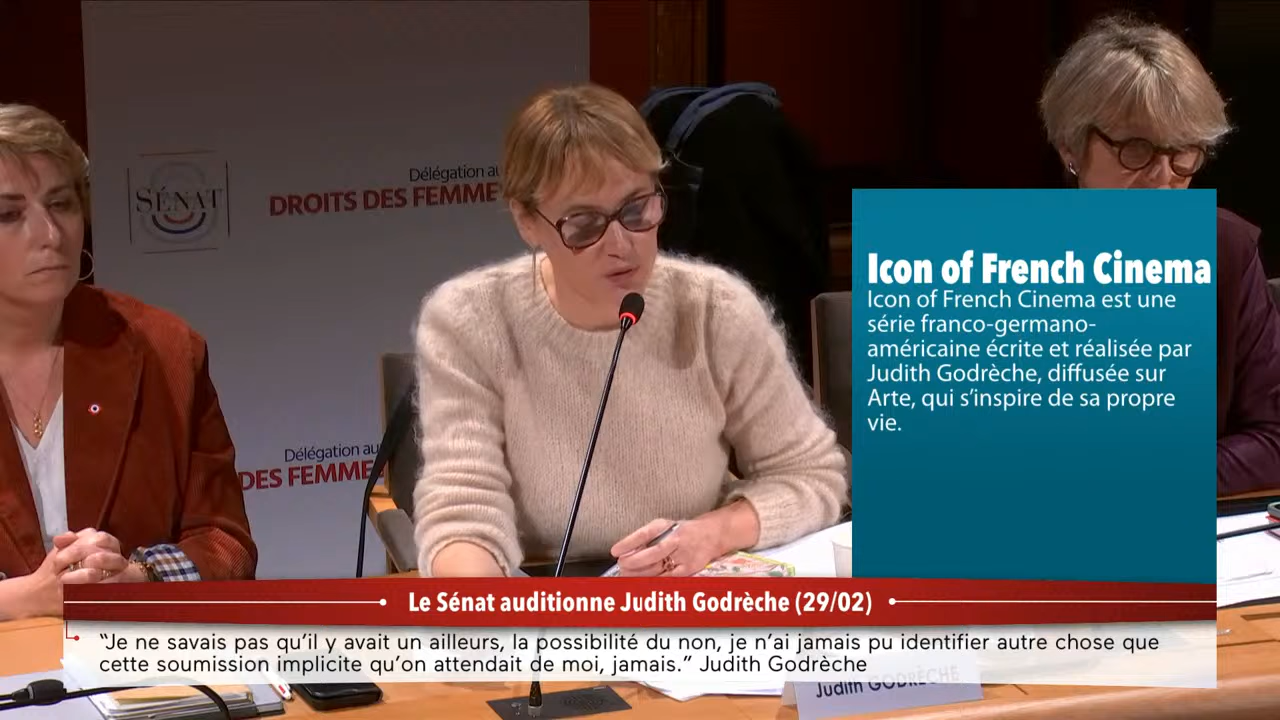 SÉNAT
Délégation au
DROITS DES FEMME
Icon of French Cinema
Icon of French Cinema est une
série franco-germano-
américaine écrite et réalisée par
Judith Godrèche, diffusée sur
Arte, qui s’inspire de sa propre
vie.
Délégation au
DES FEMME
Le Sénat auditionne Judith Godrèche (29/02)
“Je ne savais pas qu’il y avait un ailleurs, la possibilité du non, je n’ai jamais pu identifier autre chose que
cette soumission implicite qu’on attendait de moi, jamais.” Judith Godrèche
Judith GODRÈCHE